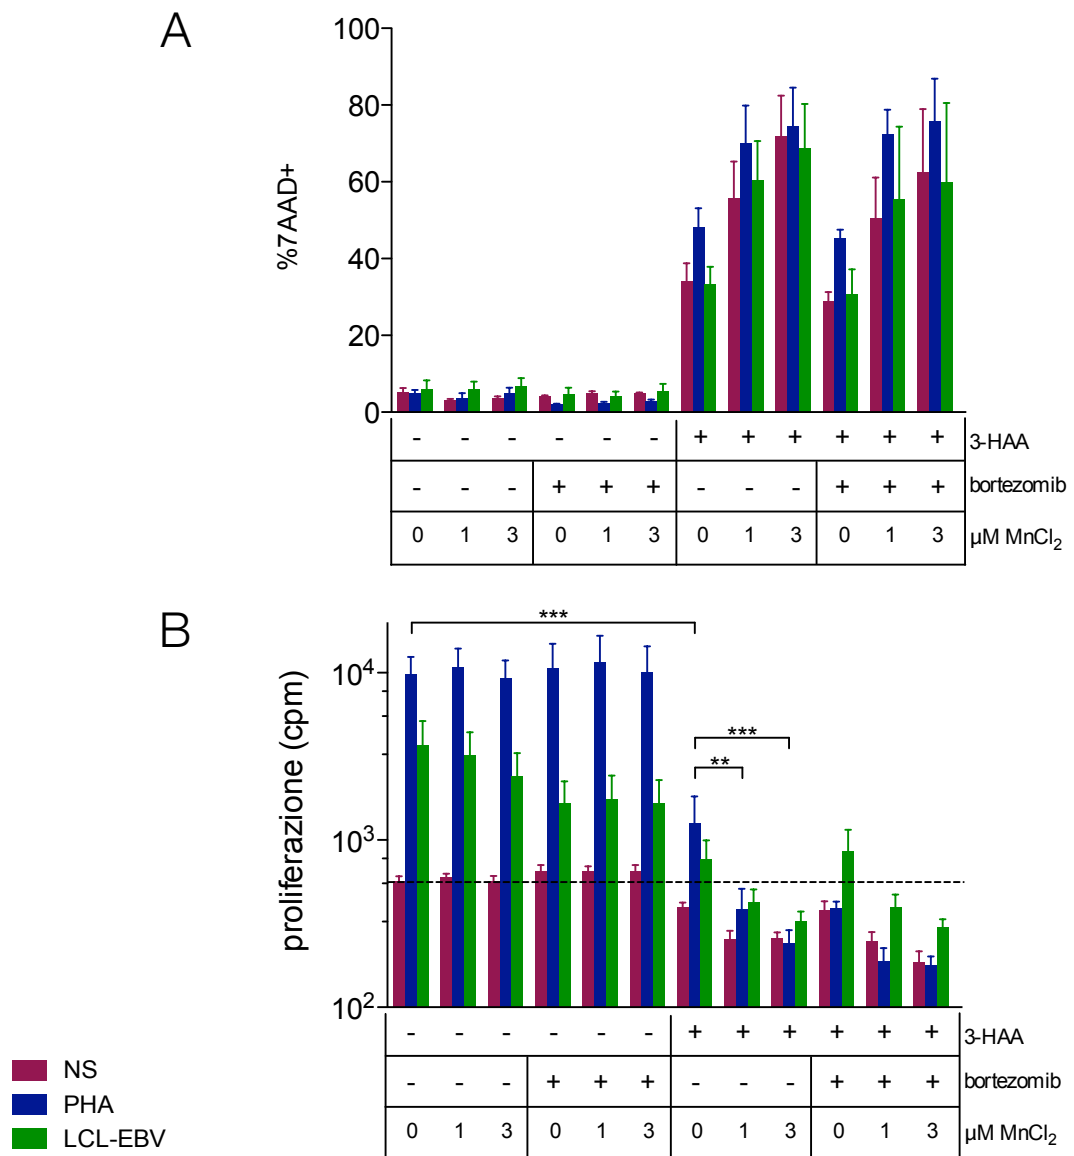 A
100
80
60
40
20
0
%7AAD+
- - - - - - + + + + + + 3-HAA
- - - + + + - - - + + + bortezomib
0 1 3 0 1 3 0 1 3 0 1 3 µM MnCl₂
B
***
***
**
10⁴
10³
10²
proliferazione (cpm)
- - - - - - + + + + + + 3-HAA
- - - + + + - - - + + + bortezomib
0 1 3 0 1 3 0 1 3 0 1 3 µM MnCl₂
NS
PHA
LCL-EBV